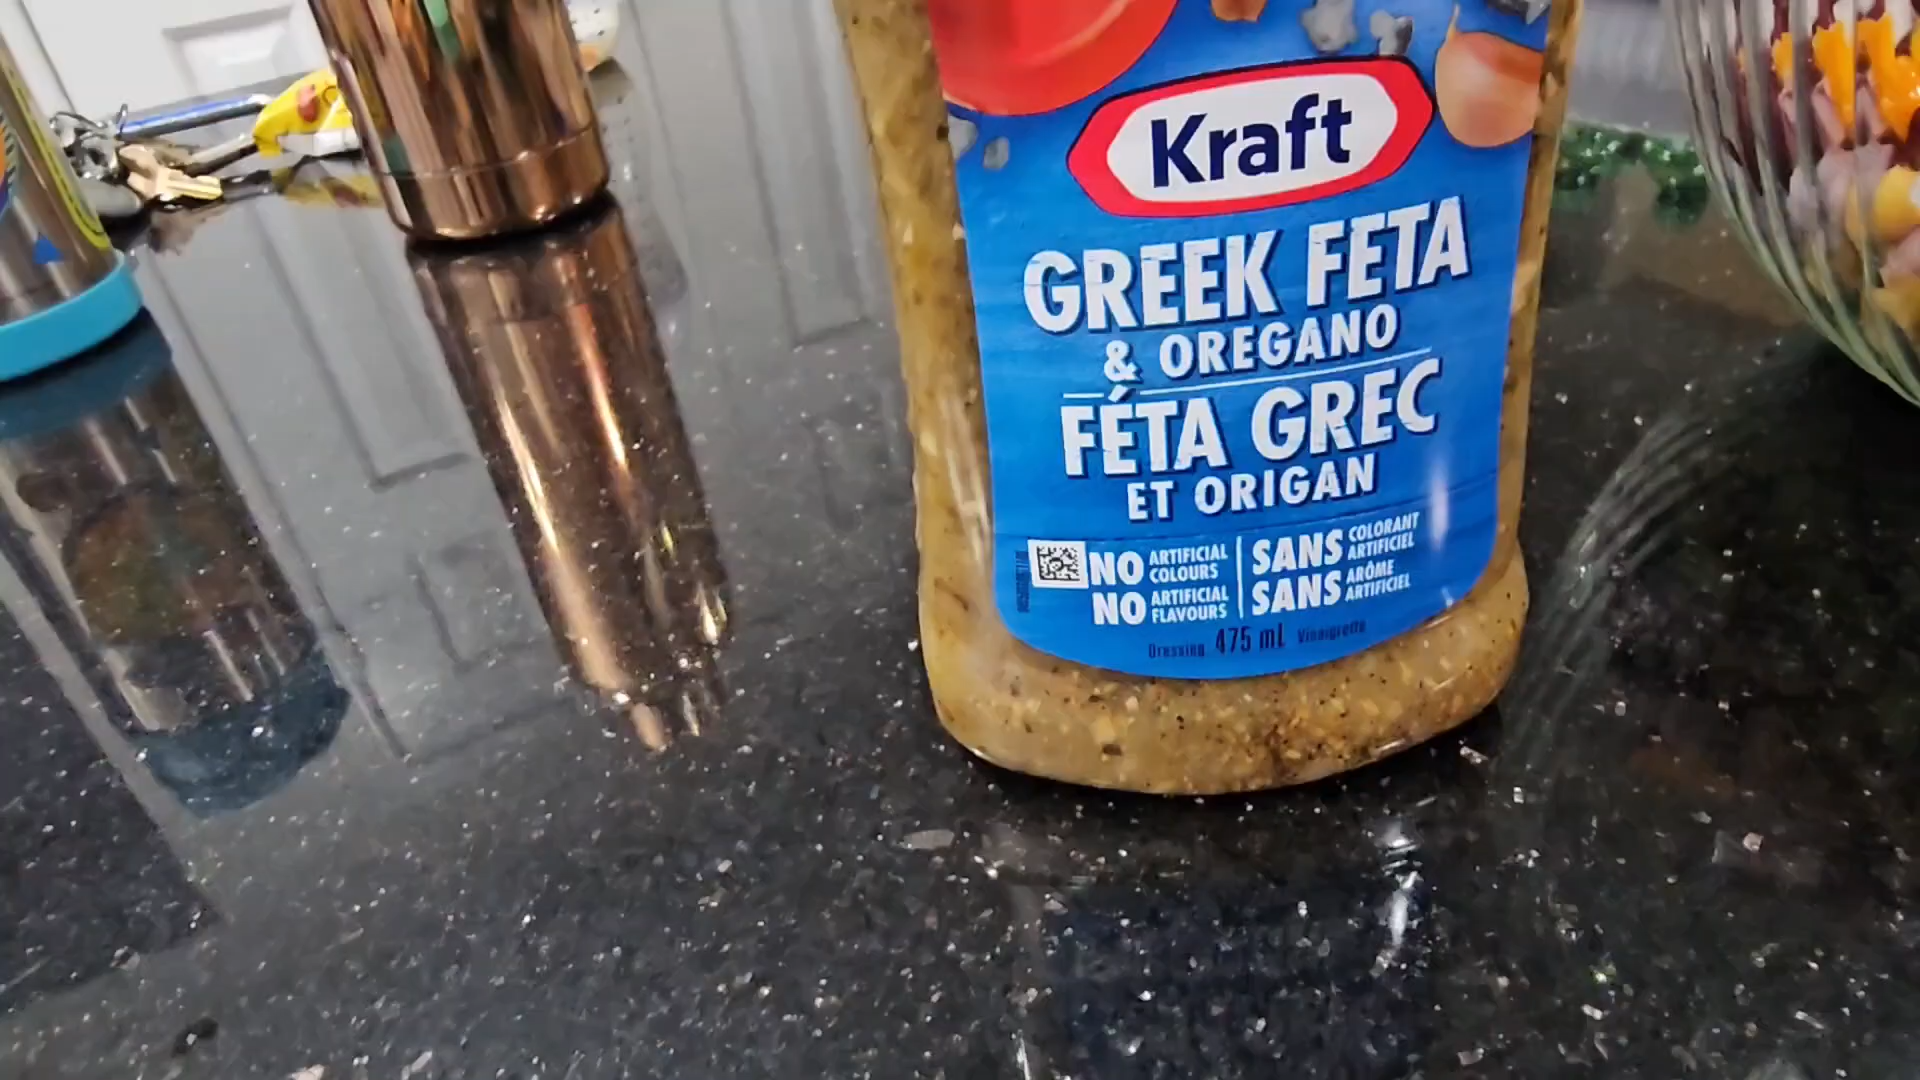 Kraft
GREEK FETA
& OREGANO
FÉTA GREC
ET ORIGAN
NO ARTIFICIAL COLOURS
NO ARTIFICIAL FLAVOURS
SANS COLORANT ARTIFICIEL
SANS ARÔME ARTIFICIEL
Dressing 475 mL Vinaigrette